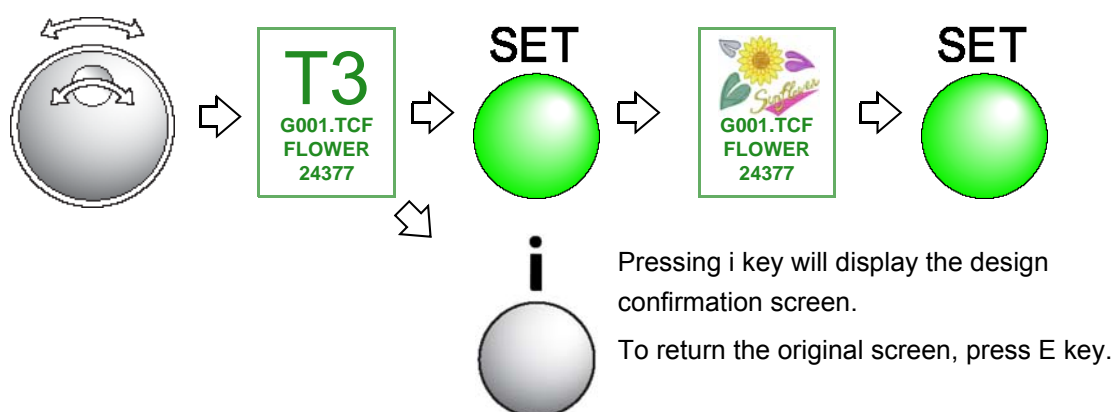 SET
SET
T3
G001.TCF
FLOWER
24377
Sunflower
G001.TCF
FLOWER
24377
i
Pressing i key will display the design
confirmation screen.
To return the original screen, press E key.